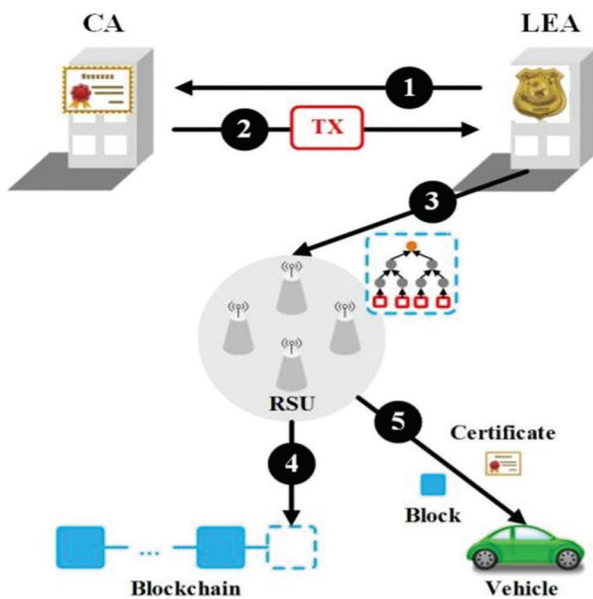 CA
LEA
1
2
TX
3
RSU
5
4
Certificate
Block
...
Blockchain
Vehicle